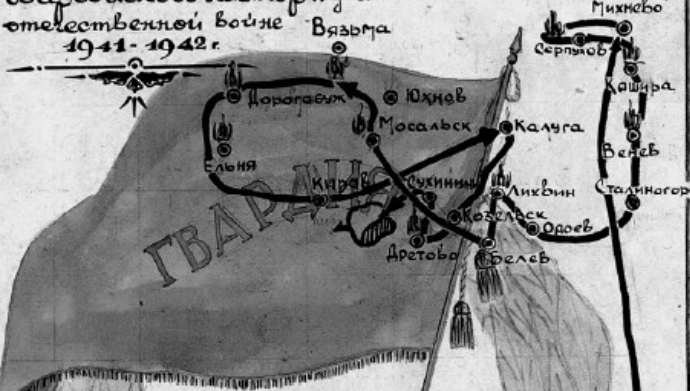 отечественной войне
1941-1942 г.
Вязьма
Михнево
Серпухов
Кашира
Дорогобуж
Юхнов
Мосальск
Калуга
Венев
Ельня
Киров
Сухиничи
Лихвин
Сталиногор
Козельск
Одоев
Дретово
Белев
ГВАРДИЯ